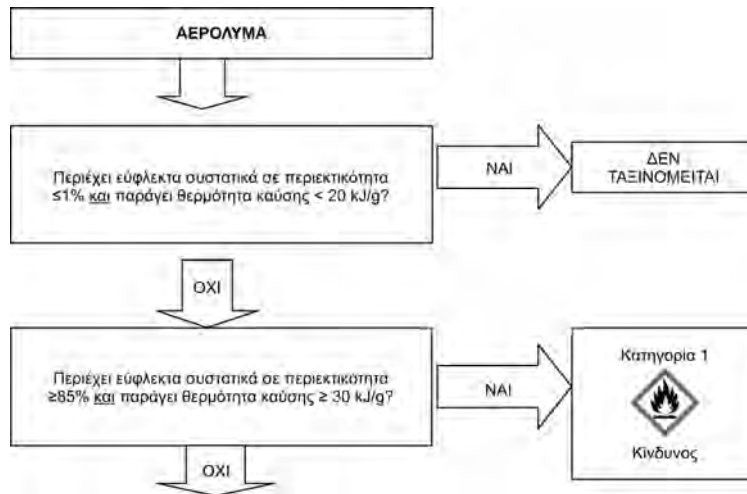 ΑΕΡΟΛΥΜΑ
Περιέχει εύφλεκτα συστατικά σε περιεκτικότητα
≤1% και παράγει θερμότητα καύσης < 20 kJ/g?
ΝΑΙ
ΔΕΝ
ΤΑΞΙΝΟΜΕΙΤΑΙ
ΟΧΙ
Περιέχει εύφλεκτα συστατικά σε περιεκτικότητα
≥85% και παράγει θερμότητα καύσης ≥ 30 kJ/g?
ΝΑΙ
Κατηγορία 1
Κίνδυνος
ΟΧΙ